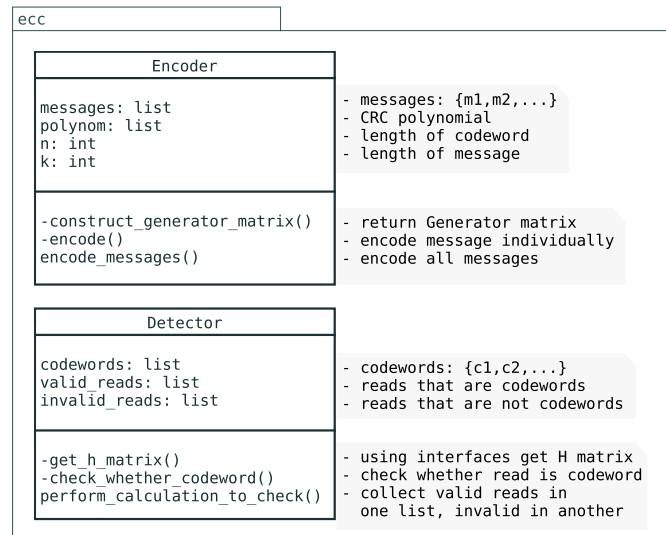 ecc
Encoder
messages: list
polynom: list
n: int
k: int
- messages: {m1,m2,...}
- CRC polynomial
- length of codeword
- length of message
-construct_generator_matrix()
-encode()
encode_messages()
- return Generator matrix
- encode message individually
- encode all messages
Detector
codewords: list
valid_reads: list
invalid_reads: list
- codewords: {c1,c2,...}
- reads that are codewords
- reads that are not codewords
-get_h_matrix()
-check_whether_codeword()
perform_calculation_to_check()
- using interfaces get H matrix
- check whether read is codeword
- collect valid reads in
one list, invalid in another